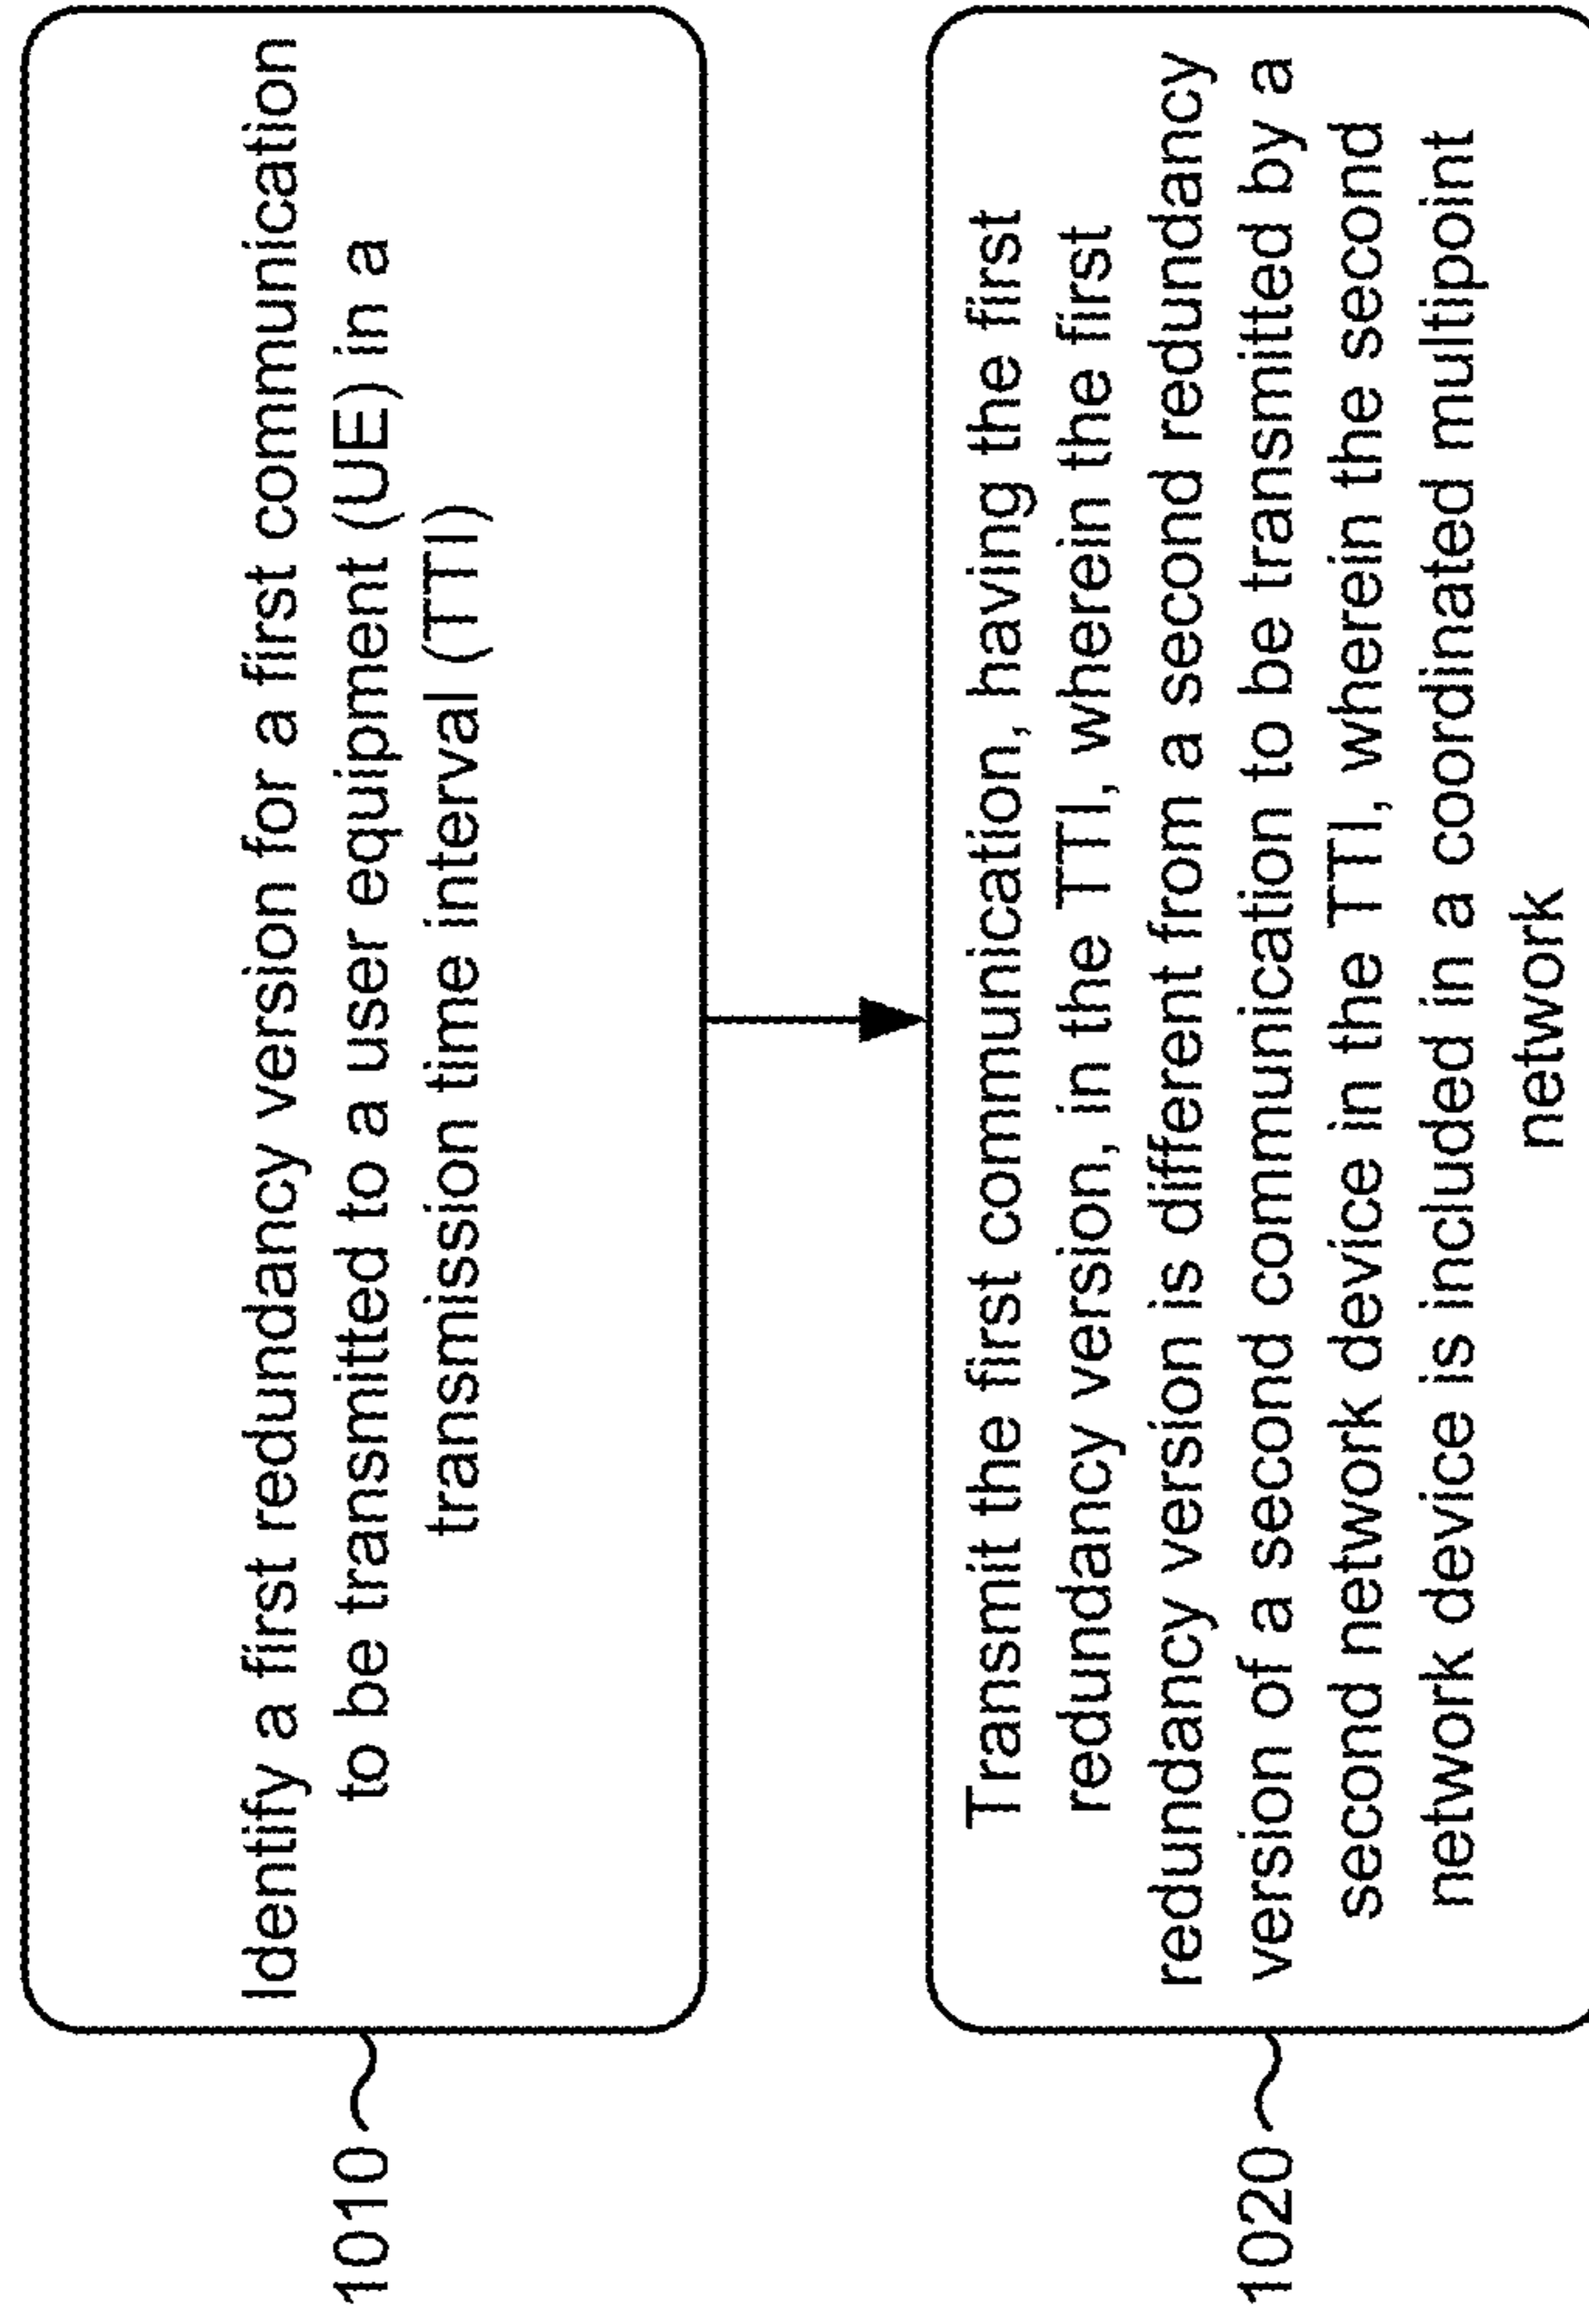 1010
Identify a first redundancy version for a first communication
to be transmitted to a user equipment (UE) in a
transmission time interval (TTI)
1020
Transmit the first communication, having the first
redundancy version, in the TTI, wherein the first
redundancy version is different from a second redundancy
version of a second communication to be transmitted by a
second network device in the TTI, wherein the second
network device is included in a coordinated multipoint
network